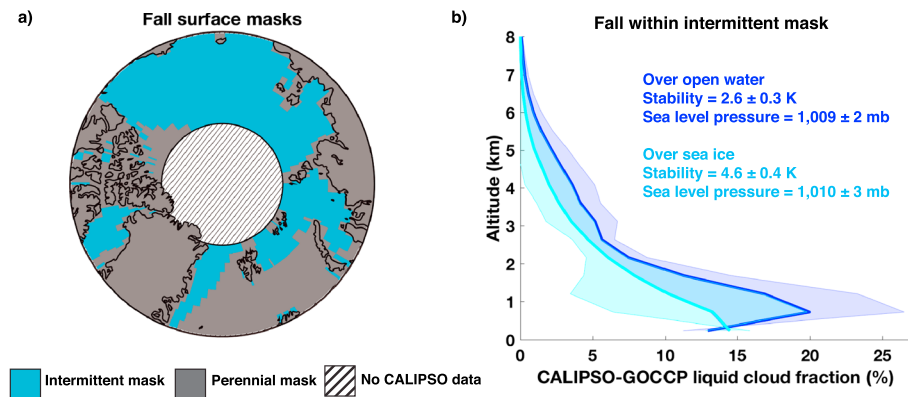 a)
Fall surface masks
Intermittent mask
Perennial mask
No CALIPSO data
b)
Fall within intermittent mask
8
7
6
5
4
3
2
1
0
Altitude (km)
Over open water
Stability = 2.6 ± 0.3 K
Sea level pressure = 1,009 ± 2 mb
Over sea ice
Stability = 4.6 ± 0.4 K
Sea level pressure = 1,010 ± 3 mb
0 5 10 15 20 25
CALIPSO-GOCCP liquid cloud fraction (%)